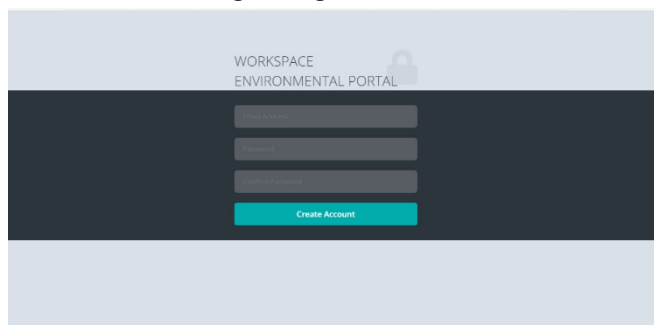 WORKSPACE
ENVIRONMENTAL PORTAL
Email Address
Password
Confirm Password
Create Account